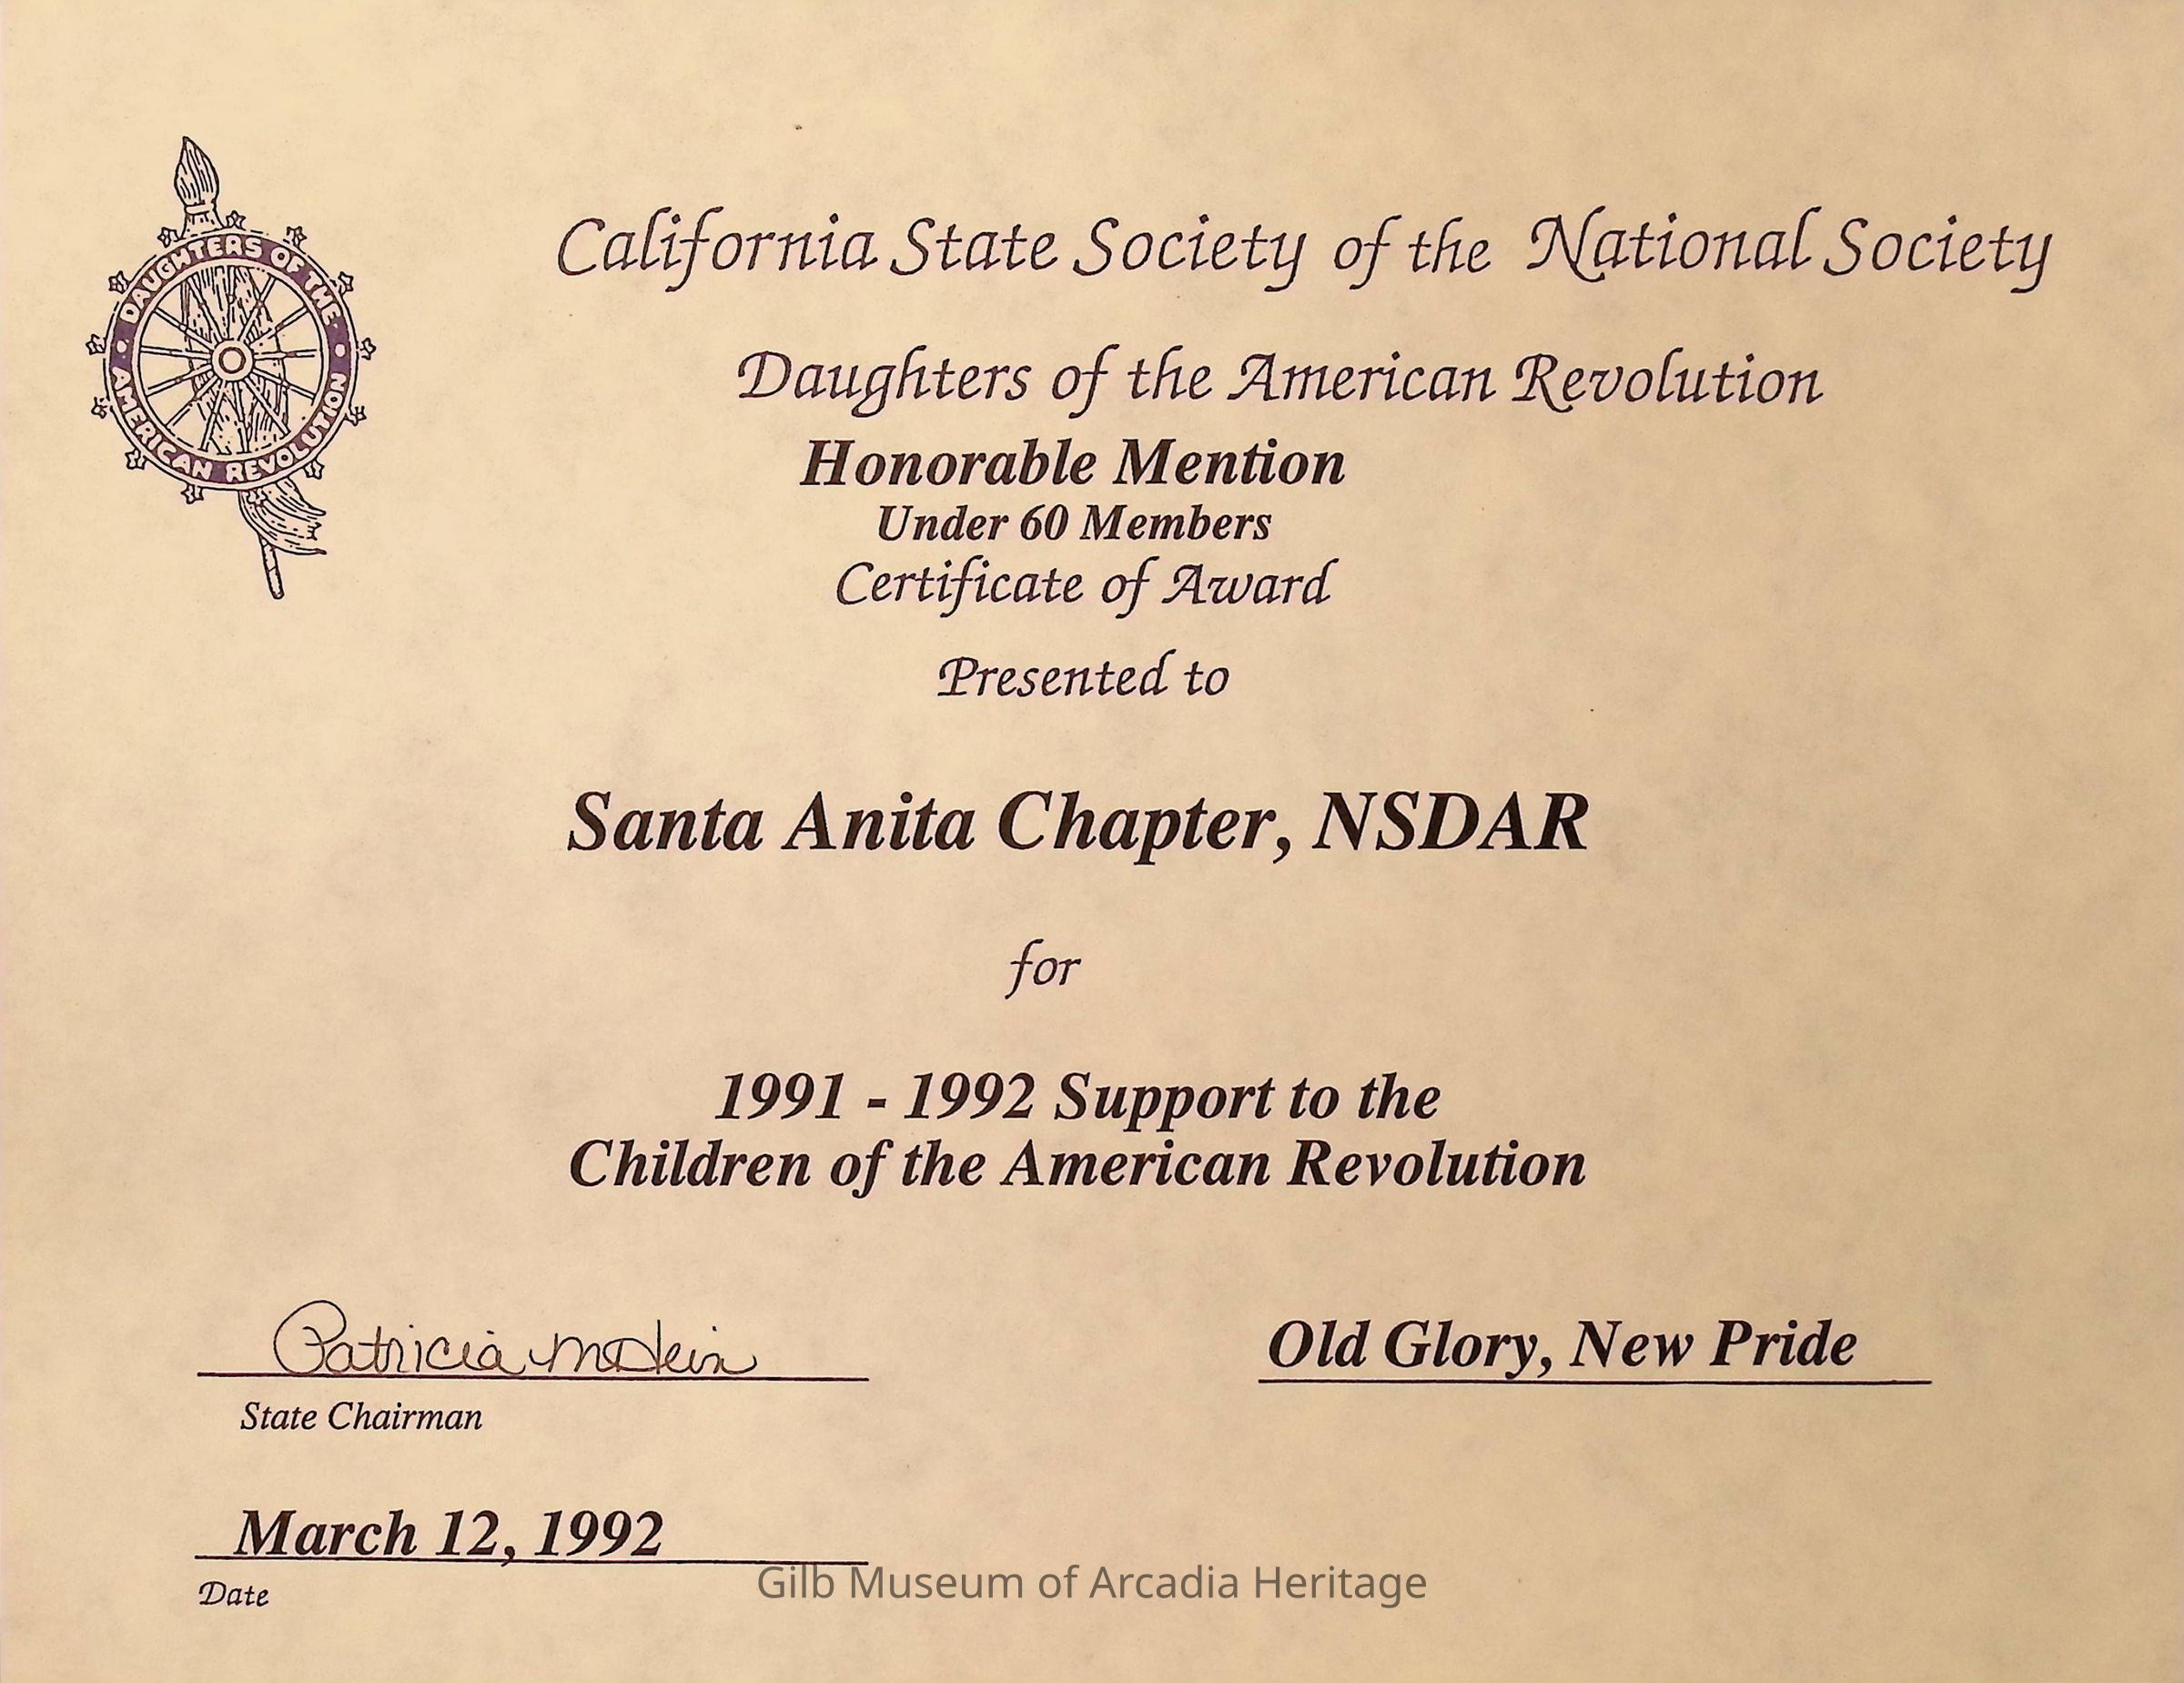 DAUGHTERS OF THE
AMERICAN REVOLUTION
California State Society of the National Society
Daughters of the American Revolution
Honorable Mention
Under 60 Members
Certificate of Award
Presented to
Santa Anita Chapter, NSDAR
for
1991 - 1992 Support to the
Children of the American Revolution
Patricia
Old Glory, New Pride
State Chairman
March 12, 1992
Date
Gilb Museum of Arcadia Heritage